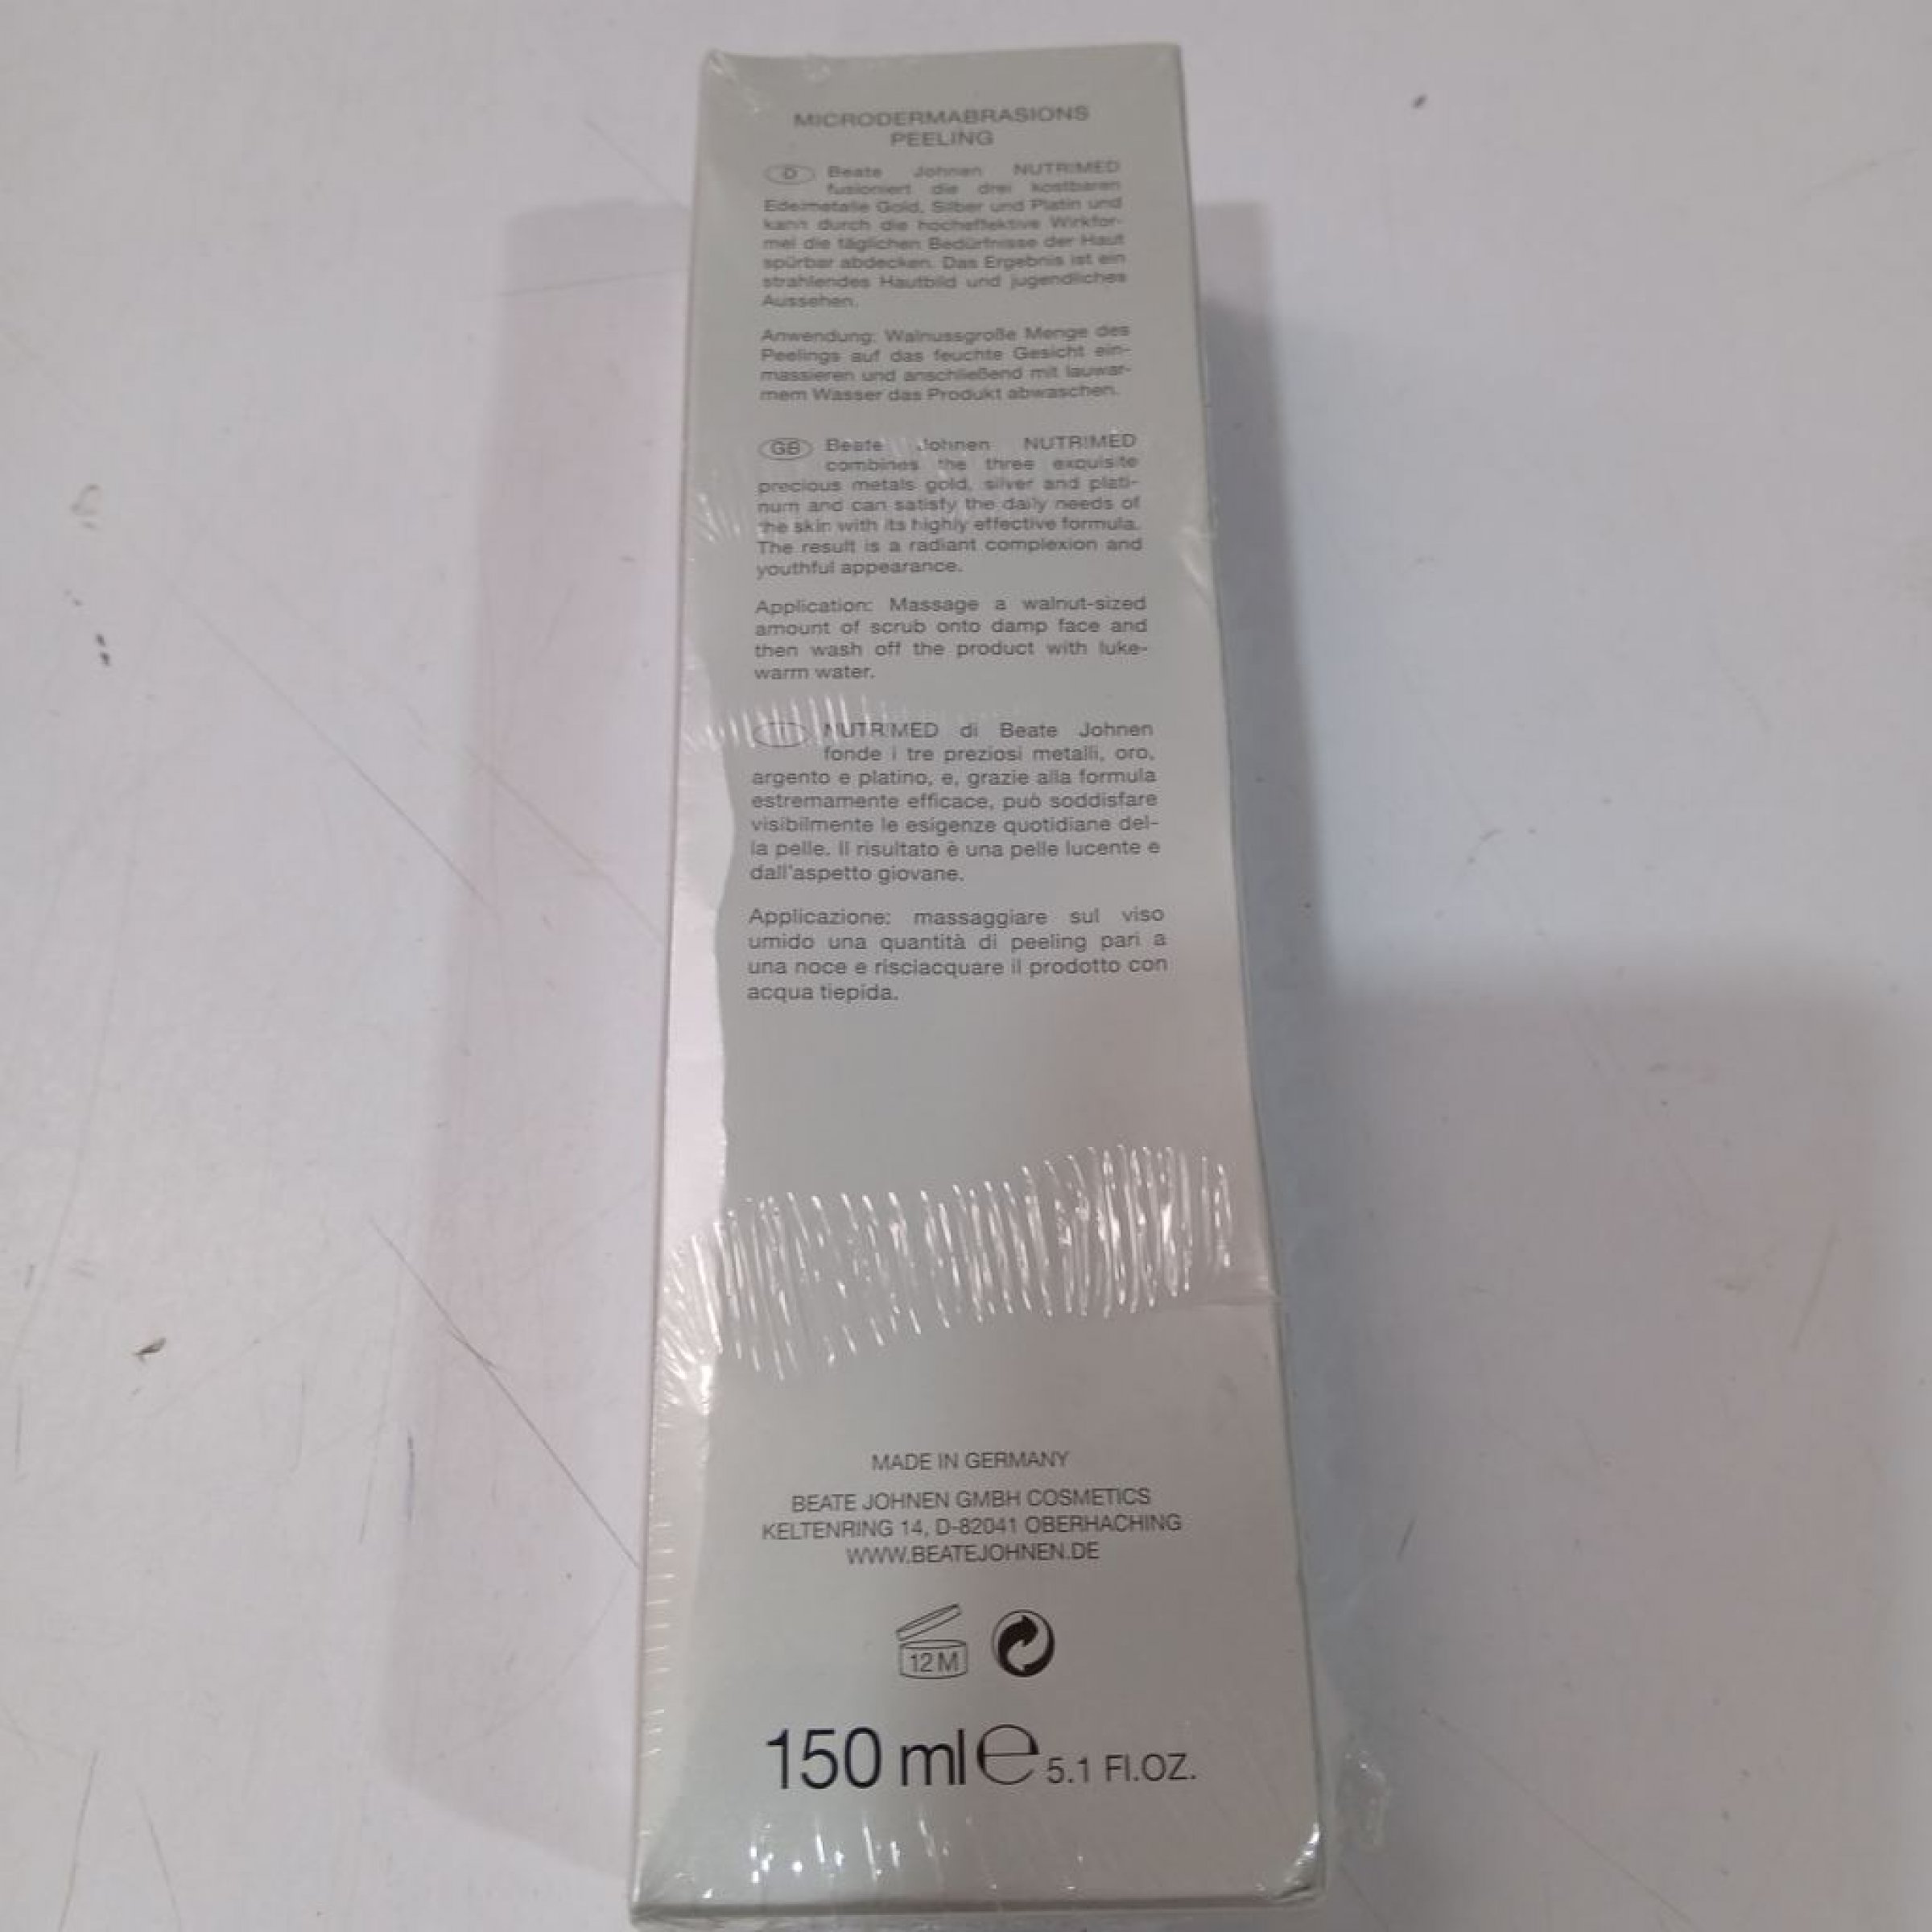 MICRODERMABRASIONS
PEELING
D Beate Johnen NUTRIMED
fusioniert die drei kostbaren
Edelmetalle Gold, Silber und Platin und
kann durch die hocheffektive Wirkfor-
mel die täglichen Bedürfnisse der Haut
spürbar abdecken. Das Ergebnis ist ein
strahlendes Hautbild und jugendliches
Aussehen.
Anwendung: Walnussgroße Menge des
Peelings auf das feuchte Gesicht ein-
massieren und anschließend mit lauwar-
mem Wasser das Produkt abwaschen.
GB Beate Johnen NUTRIMED
combines the three exquisite
precious metals gold, silver and plati-
num and can satisfy the daily needs of
the skin with its highly effective formula.
The result is a radiant complexion and
youthful appearance.
Application: Massage a walnut-sized
amount of scrub onto damp face and
then wash off the product with luke-
warm water.
I NUTRIMED di Beate Johnen
fonde i tre preziosi metalli, oro,
argento e platino, e, grazie alla formula
estremamente efficace, può soddisfare
visibilmente le esigenze quotidiane del-
la pelle. Il risultato è una pelle lucente e
dall'aspetto giovane.
Applicazione: massaggiare sul viso
umido una quantità di peeling pari a
una noce e risciacquare il prodotto con
acqua tiepida.
MADE IN GERMANY
BEATE JOHNEN GMBH COSMETICS
KELTENRING 14, D-82041 OBERHACHING
WWW.BEATEJOHNEN.DE
12 M
150 ml e 5.1 Fl.OZ.